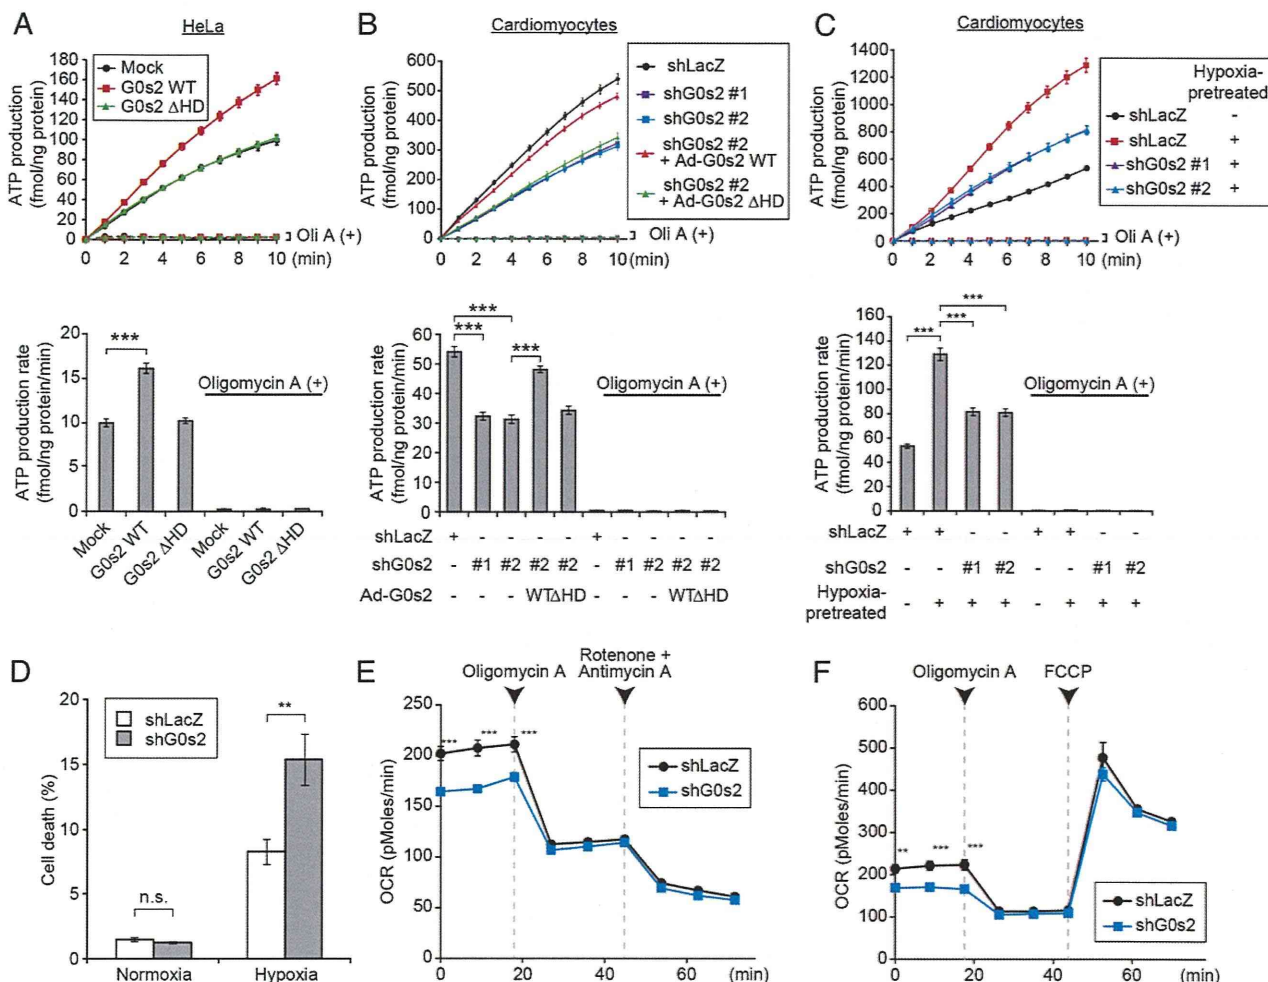 A
HeLa
ATP production
(fmol/ng protein)
180
160
140
120
100
80
60
40
20
0
Mock
G0s2 WT
G0s2 ΔHD
Oli A (+)
0 2 4 6 8 10 (min)
B
Cardiomyocytes
ATP production
(fmol/ng protein)
600
500
400
300
200
100
0
shLacZ
shG0s2 #1
shG0s2 #2
shG0s2 #2
+ Ad-G0s2 WT
shG0s2 #2
+ Ad-G0s2 ΔHD
Oli A (+)
0 2 4 6 8 10 (min)
C
Cardiomyocytes
ATP production
(fmol/ng protein)
1400
1200
1000
800
600
400
200
0
Hypoxia-
pretreated
shLacZ -
shLacZ +
shG0s2 #1 +
shG0s2 #2 +
Oli A (+)
0 2 4 6 8 10 (min)
ATP production rate
(fmol/ng protein/min)
20
15
10
5
0
***
Oligomycin A (+)
Mock
G0s2 WT
G0s2 ΔHD
Mock
G0s2 WT
G0s2 ΔHD
ATP production rate
(fmol/ng protein/min)
60
50
40
30
20
10
0
***
***
***
Oligomycin A (+)
shLacZ + - - - - + - - - -
shG0s2 - #1 #2 #2 #2 - #1 #2 #2 #2
Ad-G0s2 - - - WTΔHD - - - WTΔHD
ATP production rate
(fmol/ng protein/min)
160
140
120
100
80
60
40
20
0
***
***
***
Oligomycin A (+)
shLacZ + + - - + + - -
shG0s2 - - #1 #2 - - #1 #2
Hypoxia-
pretreated - + + + - + + +
D
Cell death (%)
20
15
10
5
0
shLacZ
shG0s2
n.s.
**
Normoxia Hypoxia
E
Oligomycin A
Rotenone +
Antimycin A
OCR (pMoles/min)
250
200
150
100
50
0
*** *** ***
shLacZ
shG0s2
0 20 40 60 (min)
F
Oligomycin A
FCCP
OCR (pMoles/min)
600
500
400
300
200
100
0
** *** ***
shLacZ
shG0s2
0 20 40 60 (min)